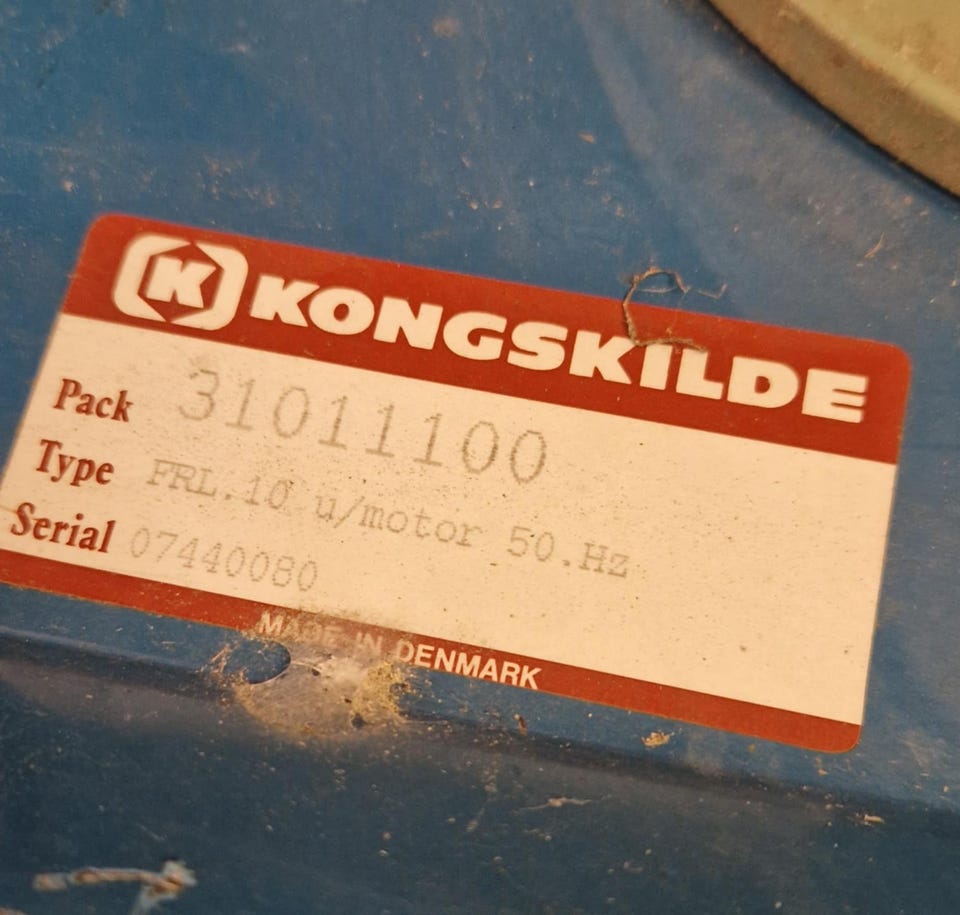 K KONGSKILDE
Pack 31011100
Type FRL.10 u/motor 50.Hz
Serial 07440080
MADE IN DENMARK